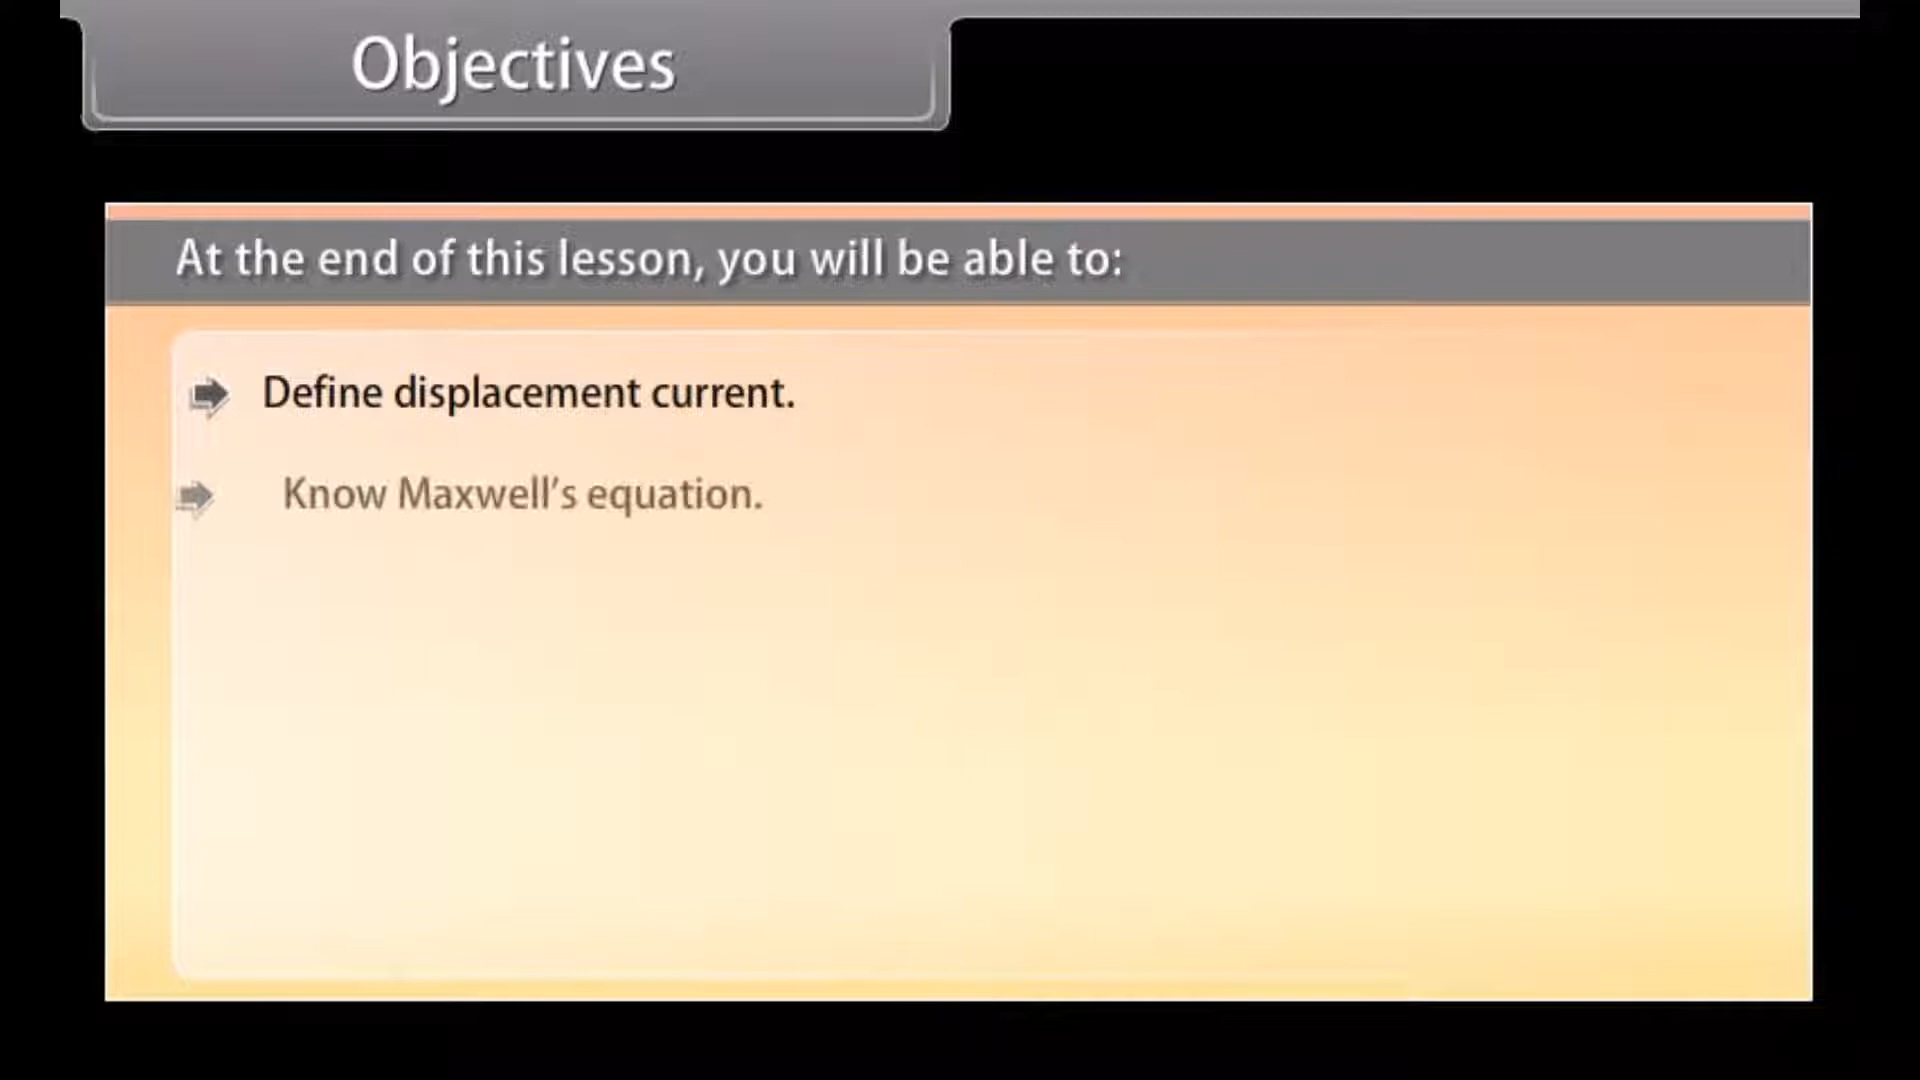 Objectives
At the end of this lesson, you will be able to:
Define displacement current.
Know Maxwell's equation.